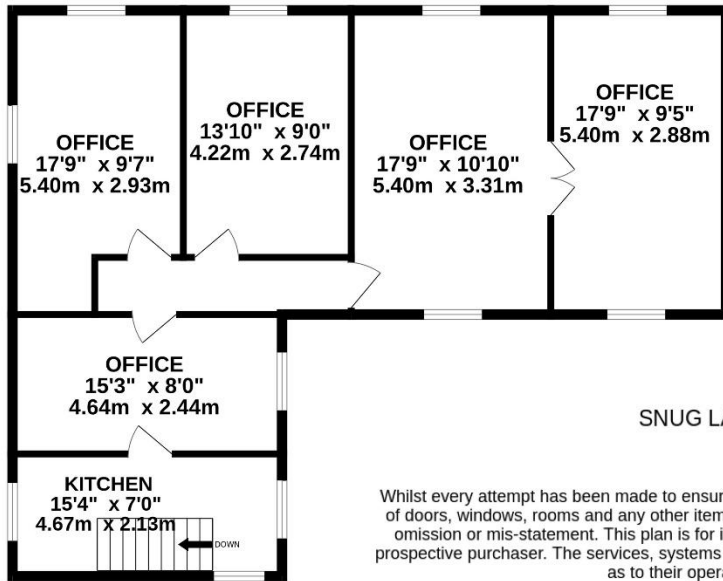 OFFICE
17'9" x 9'7"
5.40m x 2.93m
OFFICE
13'10" x 9'0"
4.22m x 2.74m
OFFICE
17'9" x 10'10"
5.40m x 3.31m
OFFICE
17'9" x 9'5"
5.40m x 2.88m
OFFICE
15'3" x 8'0"
4.64m x 2.44m
KITCHEN
15'4" x 7'0"
4.67m x 2.13m
DOWN
SNUG LA
Whilst every attempt has been made to ensur
of doors, windows, rooms and any other item
omission or mis-statement. This plan is for i
prospective purchaser. The services, systems
as to their opera